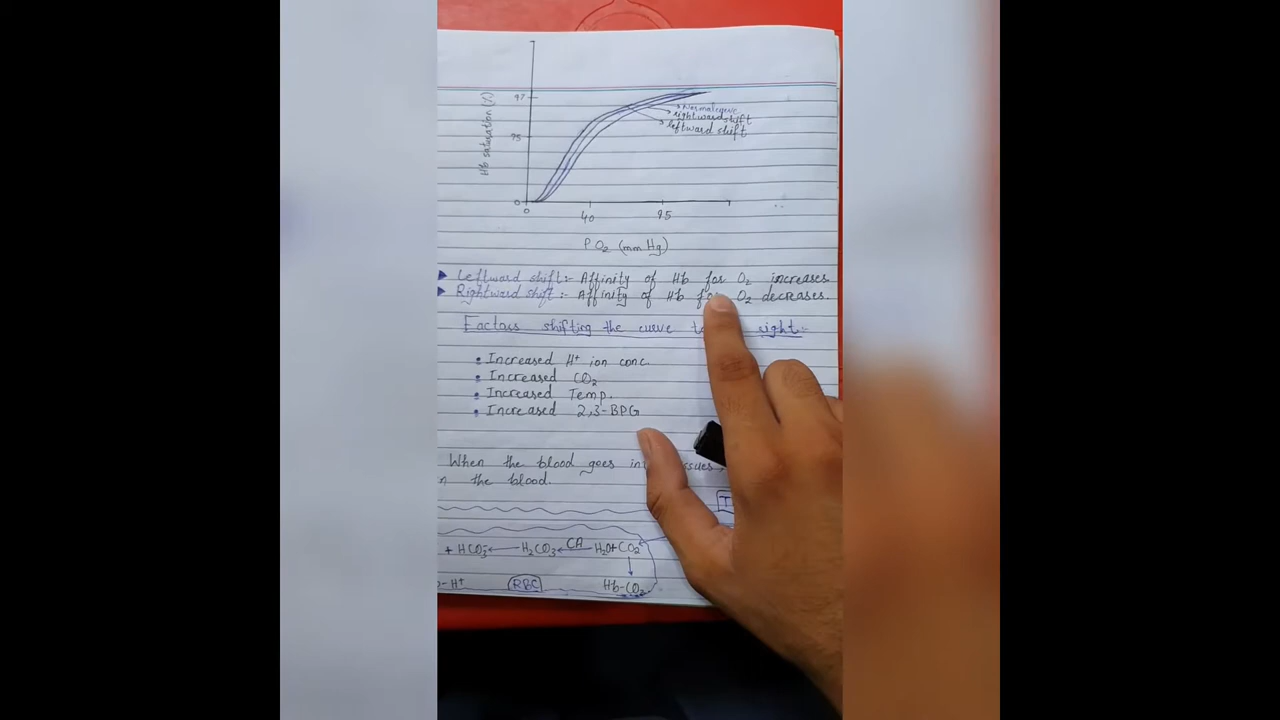 97
Normal curve
rightward shift
leftward shift
75
Hb saturation (%)
0
0
40
95
PO2 (mm Hg)
Leftward shift:- Affinity of Hb for O2 increases.
Rightward shift:- Affinity of Hb for O2 decreases.
Factors shifting the curve to right:-
• Increased H+ ion conc.
• Increased CO2
• Increased Temp.
• Increased 2,3-BPG
When the blood goes in
the blood.
+ HCO3- ← H2CO3 ← CA H2O+CO2
Hb-CO2
-H+
RBC